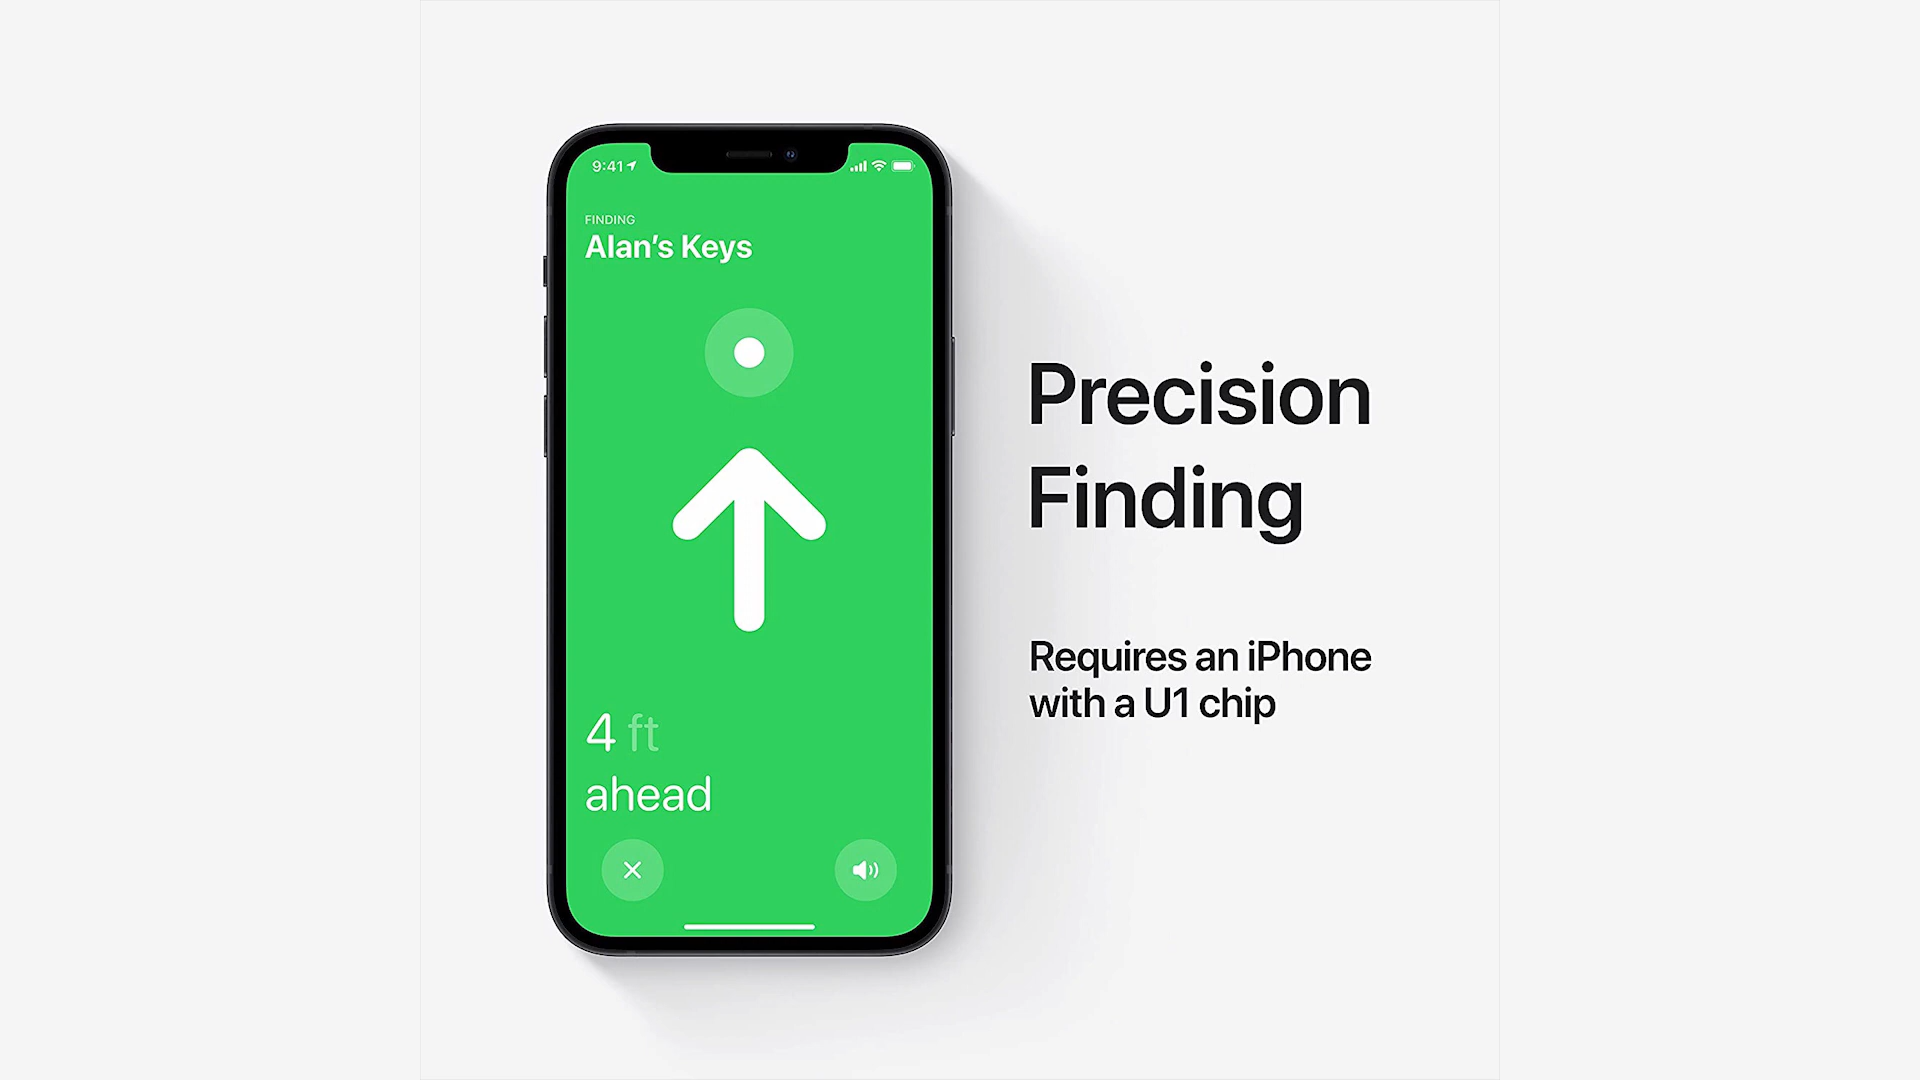 9:41
FINDING
Alan’s Keys
4 ft
ahead
Precision
Finding
Requires an iPhone
with a U1 chip